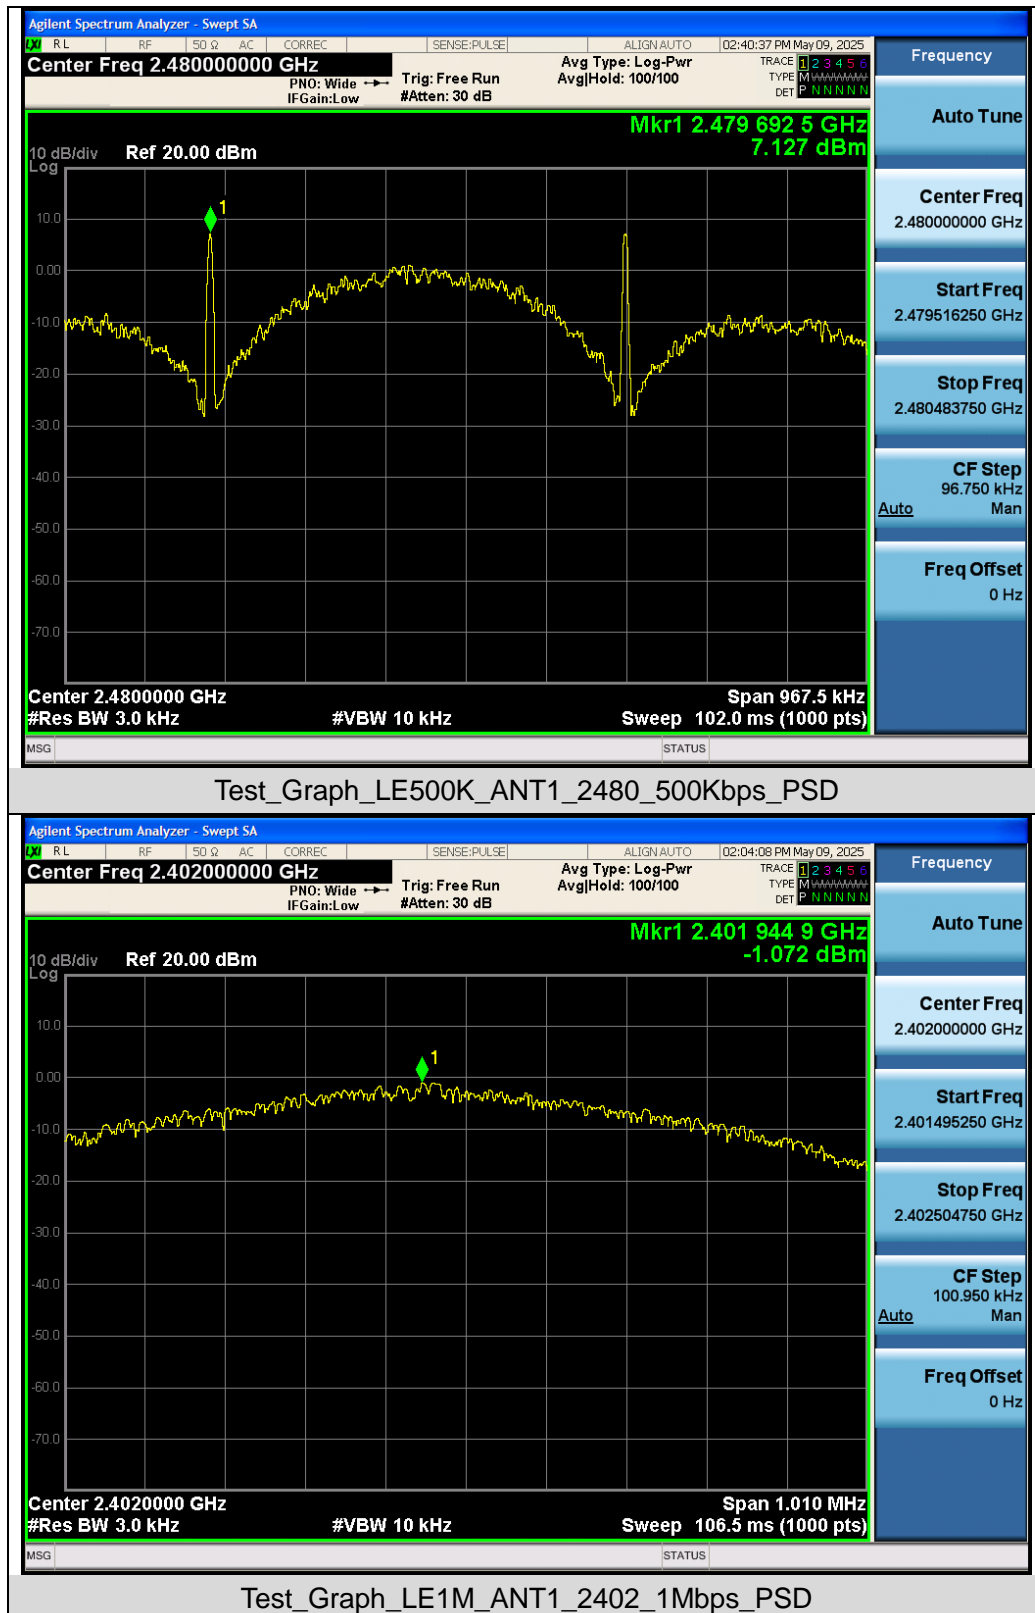 Agilent Spectrum Analyzer - Swept SA
LXI RL RF 50 Ω AC CORREC SENSE:PULSE ALIGN AUTO 02:40:37 PM May 09, 2025
Center Freq 2.480000000 GHz
PNO: Wide
IFGain:Low
Trig: Free Run
#Atten: 30 dB
Avg Type: Log-Pwr
Avg|Hold: 100/100
TRACE 1 2 3 4 5 6
TYPE M
DET P N N N N N
Mkr1 2.479 692 5 GHz
7.127 dBm
10 dB/div Ref 20.00 dBm
Log
1
10.0
0.00
-10.0
-20.0
-30.0
-40.0
-50.0
-60.0
-70.0
Center 2.4800000 GHz Span 967.5 kHz
#Res BW 3.0 kHz #VBW 10 kHz Sweep 102.0 ms (1000 pts)
MSG STATUS
Frequency
Auto Tune
Center Freq
2.480000000 GHz
Start Freq
2.479516250 GHz
Stop Freq
2.480483750 GHz
CF Step
96.750 kHz
Auto Man
Freq Offset
0 Hz
Test_Graph_LE500K_ANT1_2480_500Kbps_PSD
Agilent Spectrum Analyzer - Swept SA
LXI RL RF 50 Ω AC CORREC SENSE:PULSE ALIGN AUTO 02:04:08 PM May 09, 2025
Center Freq 2.402000000 GHz
PNO: Wide
IFGain:Low
Trig: Free Run
#Atten: 30 dB
Avg Type: Log-Pwr
Avg|Hold: 100/100
TRACE 1 2 3 4 5 6
TYPE M
DET P N N N N N
Mkr1 2.401 944 9 GHz
-1.072 dBm
10 dB/div Ref 20.00 dBm
Log
1
10.0
0.00
-10.0
-20.0
-30.0
-40.0
-50.0
-60.0
-70.0
Center 2.4020000 GHz Span 1.010 MHz
#Res BW 3.0 kHz #VBW 10 kHz Sweep 106.5 ms (1000 pts)
MSG STATUS
Frequency
Auto Tune
Center Freq
2.402000000 GHz
Start Freq
2.401495250 GHz
Stop Freq
2.402504750 GHz
CF Step
100.950 kHz
Auto Man
Freq Offset
0 Hz
Test_Graph_LE1M_ANT1_2402_1Mbps_PSD